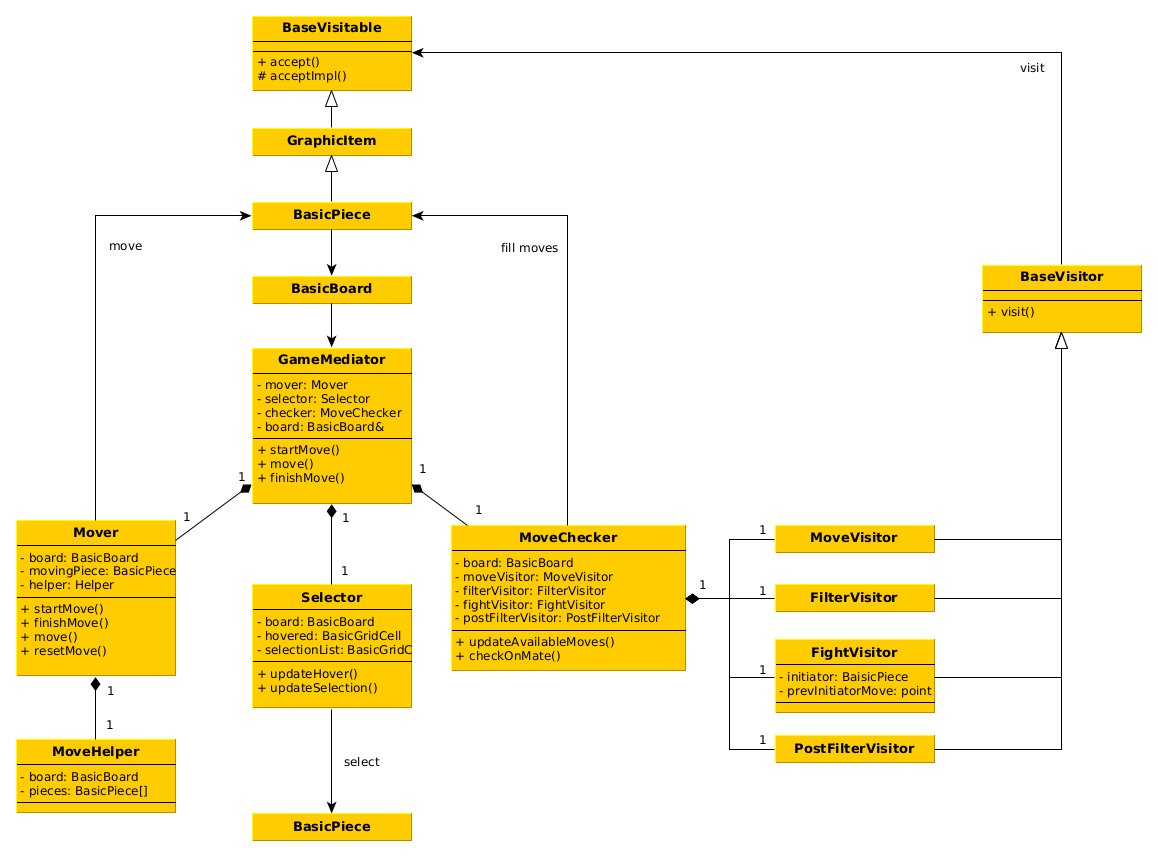 BaseVisitable
+ accept()
# acceptImpl()
visit
GraphicItem
BasicPiece
move
fill moves
BasicBoard
BaseVisitor
+ visit()
GameMediator
- mover: Mover
- selector: Selector
- checker: MoveChecker
- board: BasicBoard&
+ startMove()
+ move()
+ finishMove()
1
1
1
1
1
1
Mover
- board: BasicBoard
- movingPiece: BasicPiece
- helper: Helper
+ startMove()
+ finishMove()
+ move()
+ resetMove()
1
1
MoveHelper
- board: BasicBoard
- pieces: BasicPiece[]
Selector
- board: BasicBoard
- hovered: BasicGridCell
- selectionList: BasicGridC
+ updateHover()
+ updateSelection()
select
BasicPiece
MoveChecker
- board: BasicBoard
- moveVisitor: MoveVisitor
- filterVisitor: FilterVisitor
- fightVisitor: FightVisitor
- postFilterVisitor: PostFilterVisitor
+ updateAvailableMoves()
+ checkOnMate()
1
1
MoveVisitor
1
FilterVisitor
1
FightVisitor
- initiator: BaisicPiece
- prevInitiatorMove: point
1
PostFilterVisitor